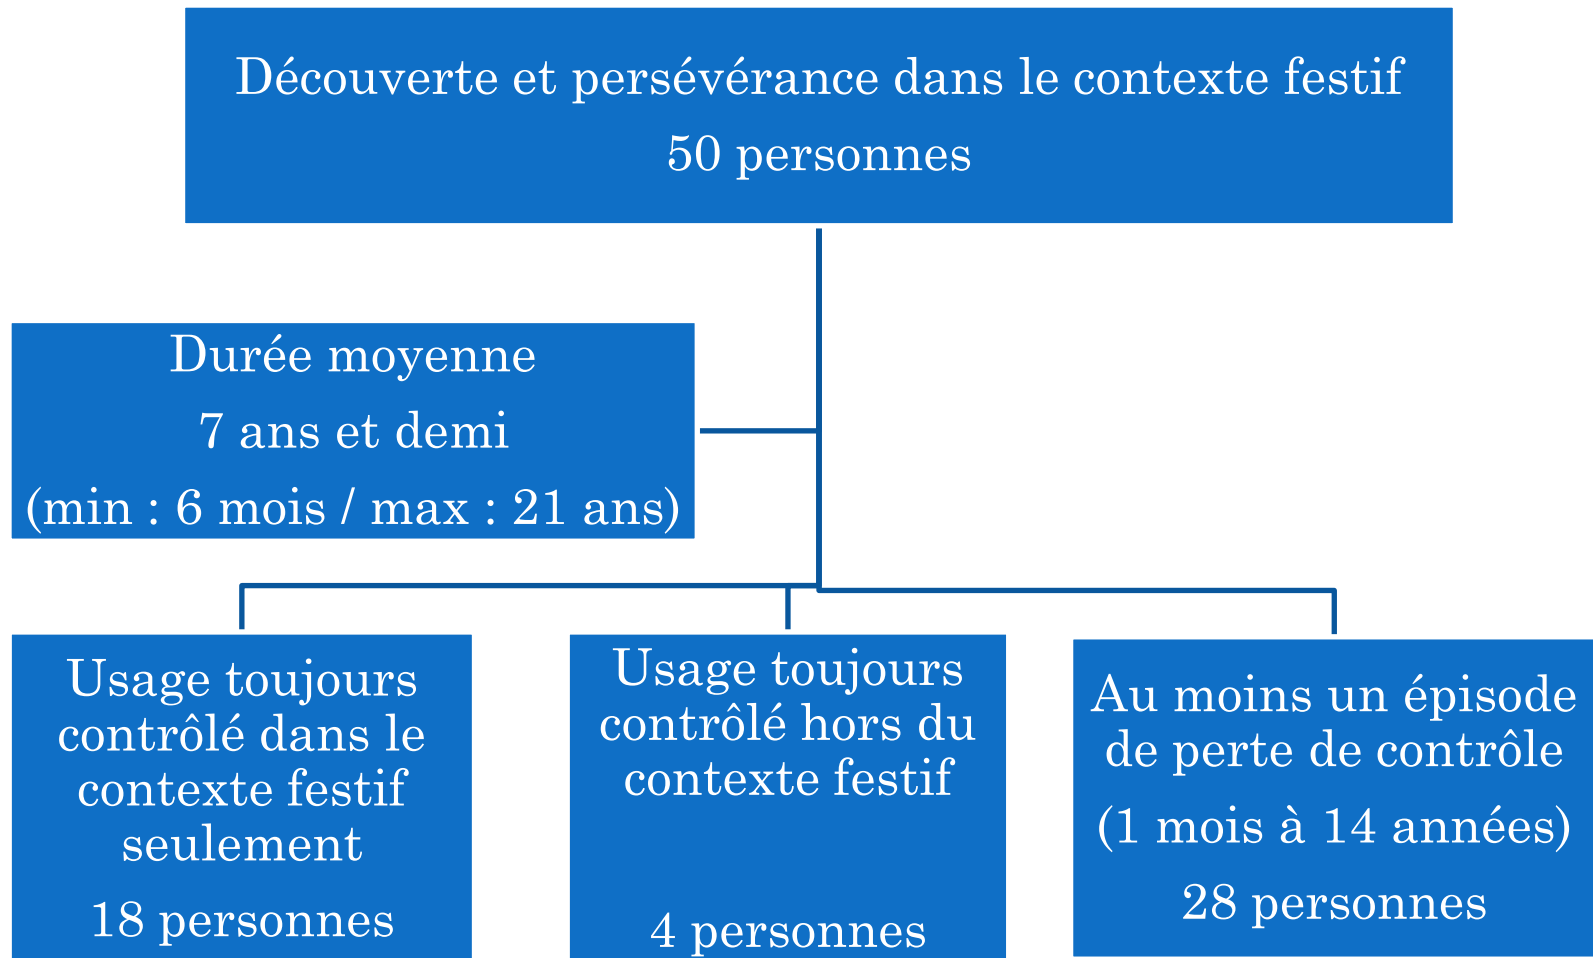 Découverte et persévérance dans le contexte festif
50 personnes
Durée moyenne
7 ans et demi
(min : 6 mois / max : 21 ans)
Usage toujours
contrôlé dans le
contexte festif
seulement
18 personnes
Usage toujours
contrôlé hors du
contexte festif
4 personnes
Au moins un épisode
de perte de contrôle
(1 mois à 14 années)
28 personnes